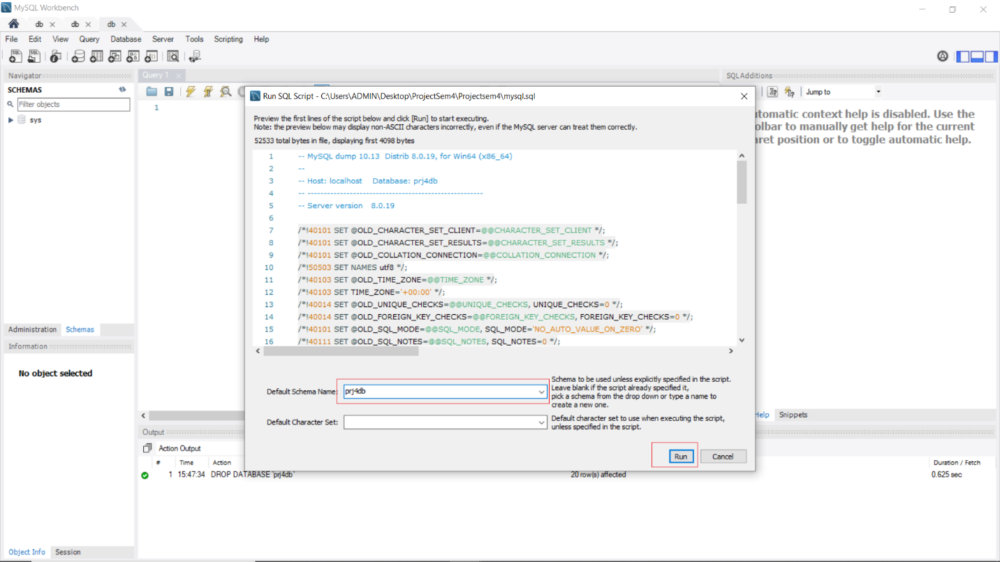 MySQL Workbench
db
db
db
File Edit View Query Database Server Tools Scripting Help
Navigator
SCHEMAS
Filter objects
sys
Administration Schemas
Information
No object selected
Object Info Session
Query 1
1
Run SQL Script - C:\Users\ADMIN\Desktop\ProjectSem4\Projectsem4\mysql.sql
Preview the first lines of the script below and click [Run] to start executing.
Note: the preview below may display non-ASCII characters incorrectly, even if the MySQL server can treat them correctly.
52533 total bytes in file, displaying first 4098 bytes
1 -- MySQL dump 10.13 Distrib 8.0.19, for Win64 (x86_64)
2 --
3 -- Host: localhost Database: prj4db
4 -- ------------------------------------------------------
5 -- Server version 8.0.19
6
7 /*!40101 SET @OLD_CHARACTER_SET_CLIENT=@@CHARACTER_SET_CLIENT */;
8 /*!40101 SET @OLD_CHARACTER_SET_RESULTS=@@CHARACTER_SET_RESULTS */;
9 /*!40101 SET @OLD_COLLATION_CONNECTION=@@COLLATION_CONNECTION */;
10 /*!50503 SET NAMES utf8 */;
11 /*!40103 SET @OLD_TIME_ZONE=@@TIME_ZONE */;
12 /*!40103 SET TIME_ZONE='+00:00' */;
13 /*!40014 SET @OLD_UNIQUE_CHECKS=@@UNIQUE_CHECKS, UNIQUE_CHECKS=0 */;
14 /*!40014 SET @OLD_FOREIGN_KEY_CHECKS=@@FOREIGN_KEY_CHECKS, FOREIGN_KEY_CHECKS=0 */;
15 /*!40101 SET @OLD_SQL_MODE=@@SQL_MODE, SQL_MODE='NO_AUTO_VALUE_ON_ZERO' */;
16 /*!40111 SET @OLD_SQL_NOTES=@@SQL_NOTES, SQL_NOTES=0 */;
Default Schema Name: prj4db
Schema to be used unless explicitly specified in the script.
Leave blank if the script already specified it,
pick a schema from the drop down or type a name to
create a new one.
Default Character Set:
Default character set to use when executing the script,
unless specified in the script.
Run Cancel
SQLAdditions
Jump to
utomatic context help is disabled. Use the
olbar to manually get help for the current
aret position or to toggle automatic help.
Help Snippets
Output
Action Output
# Time Action Duration / Fetch
1 15:47:34 DROP DATABASE `prj4db` 20 row(s) affected 0.625 sec